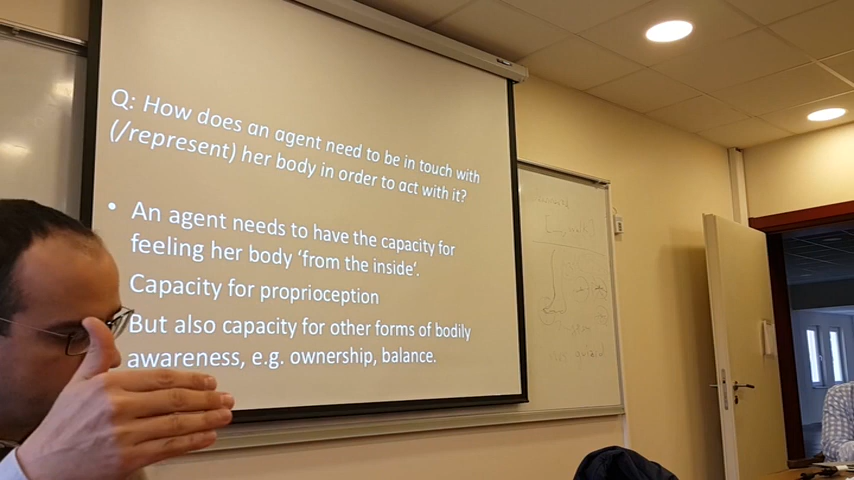 Q: How does an agent need to be in touch with
(/represent) her body in order to act with it?
• An agent needs to have the capacity for
feeling her body ‘from the inside’.
Capacity for proprioception
But also capacity for other forms of bodily
awareness, e.g. ownership, balance.